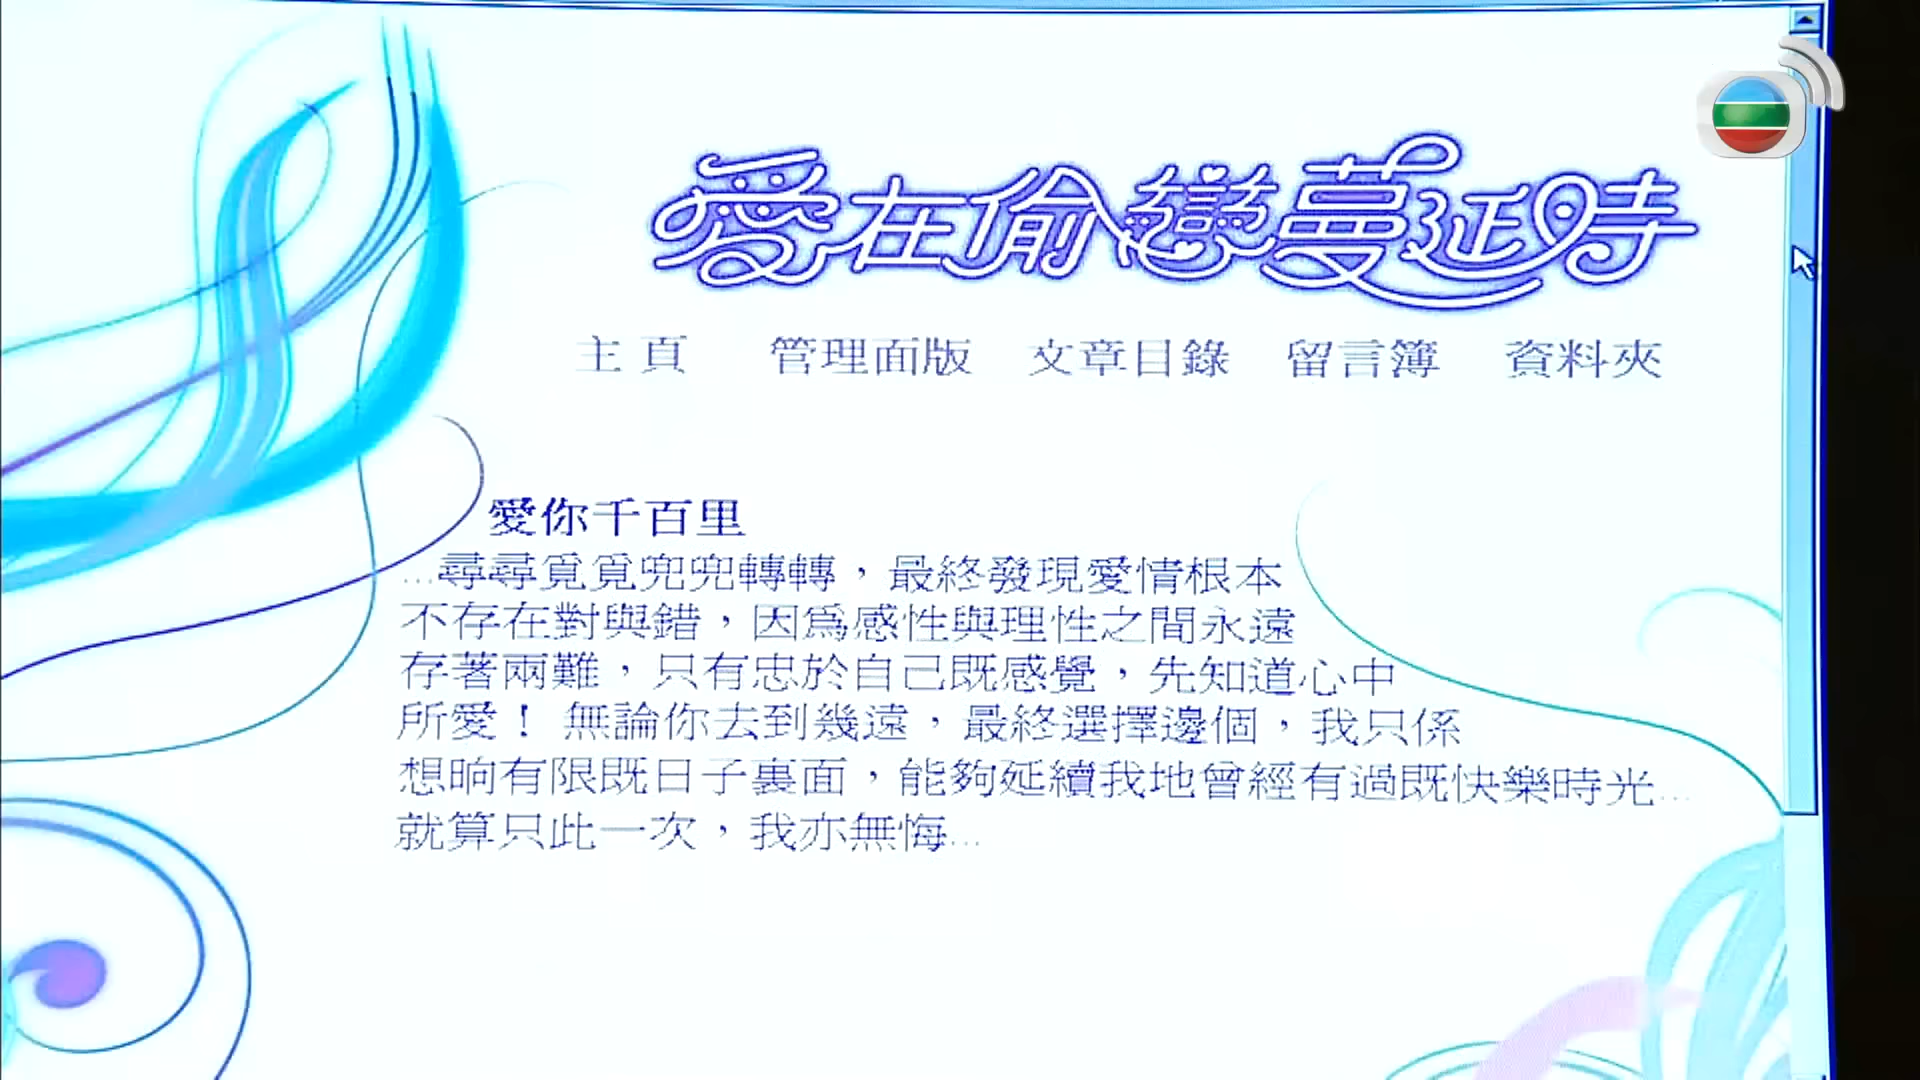 愛在偷戀蔓延時
主頁 管理面版 文章目錄 留言簿 資料夾
愛你千百里
...尋尋覓覓兜兜轉轉，最終發現愛情根本
不存在對與錯，因爲感性與理性之間永遠
存著兩難，只有忠於自己既感覺，先知道心中
所愛！ 無論你去到幾遠，最終選擇邊個，我只係
想晌有限既日子裏面，能夠延續我地曾經有過既快樂時光...
就算只此一次，我亦無悔...